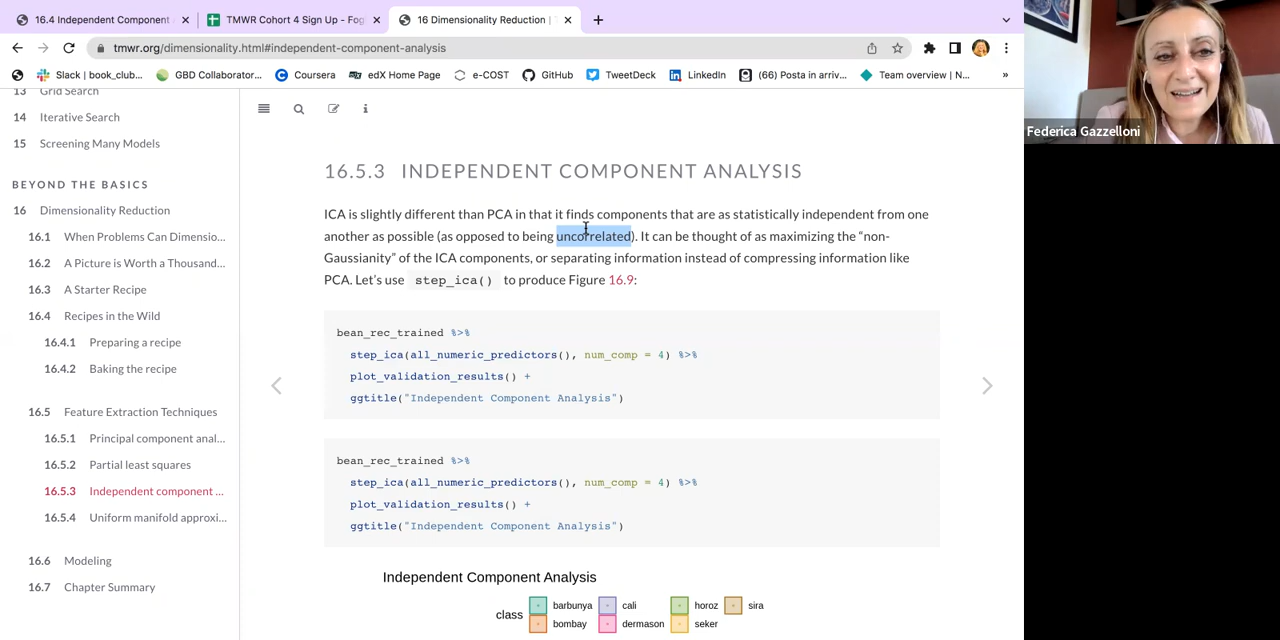 16.4 Independent Component
TMWR Cohort 4 Sign Up - Fog
16 Dimensionality Reduction |
tmwr.org/dimensionality.html#independent-component-analysis
Slack | book_club...
GBD Collaborator...
Coursera
edX Home Page
e-COST
GitHub
TweetDeck
LinkedIn
(66) Posta in arriv...
Team overview | N...
»
Federica Gazzelloni
13 Grid Search
14 Iterative Search
15 Screening Many Models
BEYOND THE BASICS
16 Dimensionality Reduction
16.1 When Problems Can Dimensio...
16.2 A Picture is Worth a Thousand...
16.3 A Starter Recipe
16.4 Recipes in the Wild
16.4.1 Preparing a recipe
16.4.2 Baking the recipe
16.5 Feature Extraction Techniques
16.5.1 Principal component anal...
16.5.2 Partial least squares
16.5.3 Independent component ...
16.5.4 Uniform manifold approxi...
16.6 Modeling
16.7 Chapter Summary
16.5.3 INDEPENDENT COMPONENT ANALYSIS
ICA is slightly different than PCA in that it finds components that are as statistically independent from one
another as possible (as opposed to being uncorrelated). It can be thought of as maximizing the “non-
Gaussianity” of the ICA components, or separating information instead of compressing information like
PCA. Let’s use step_ica() to produce Figure 16.9:
bean_rec_trained %>%
step_ica(all_numeric_predictors(), num_comp = 4) %>%
plot_validation_results() +
ggtitle("Independent Component Analysis")
bean_rec_trained %>%
step_ica(all_numeric_predictors(), num_comp = 4) %>%
plot_validation_results() +
ggtitle("Independent Component Analysis")
Independent Component Analysis
class
barbunya cali horoz sira
bombay dermason seker